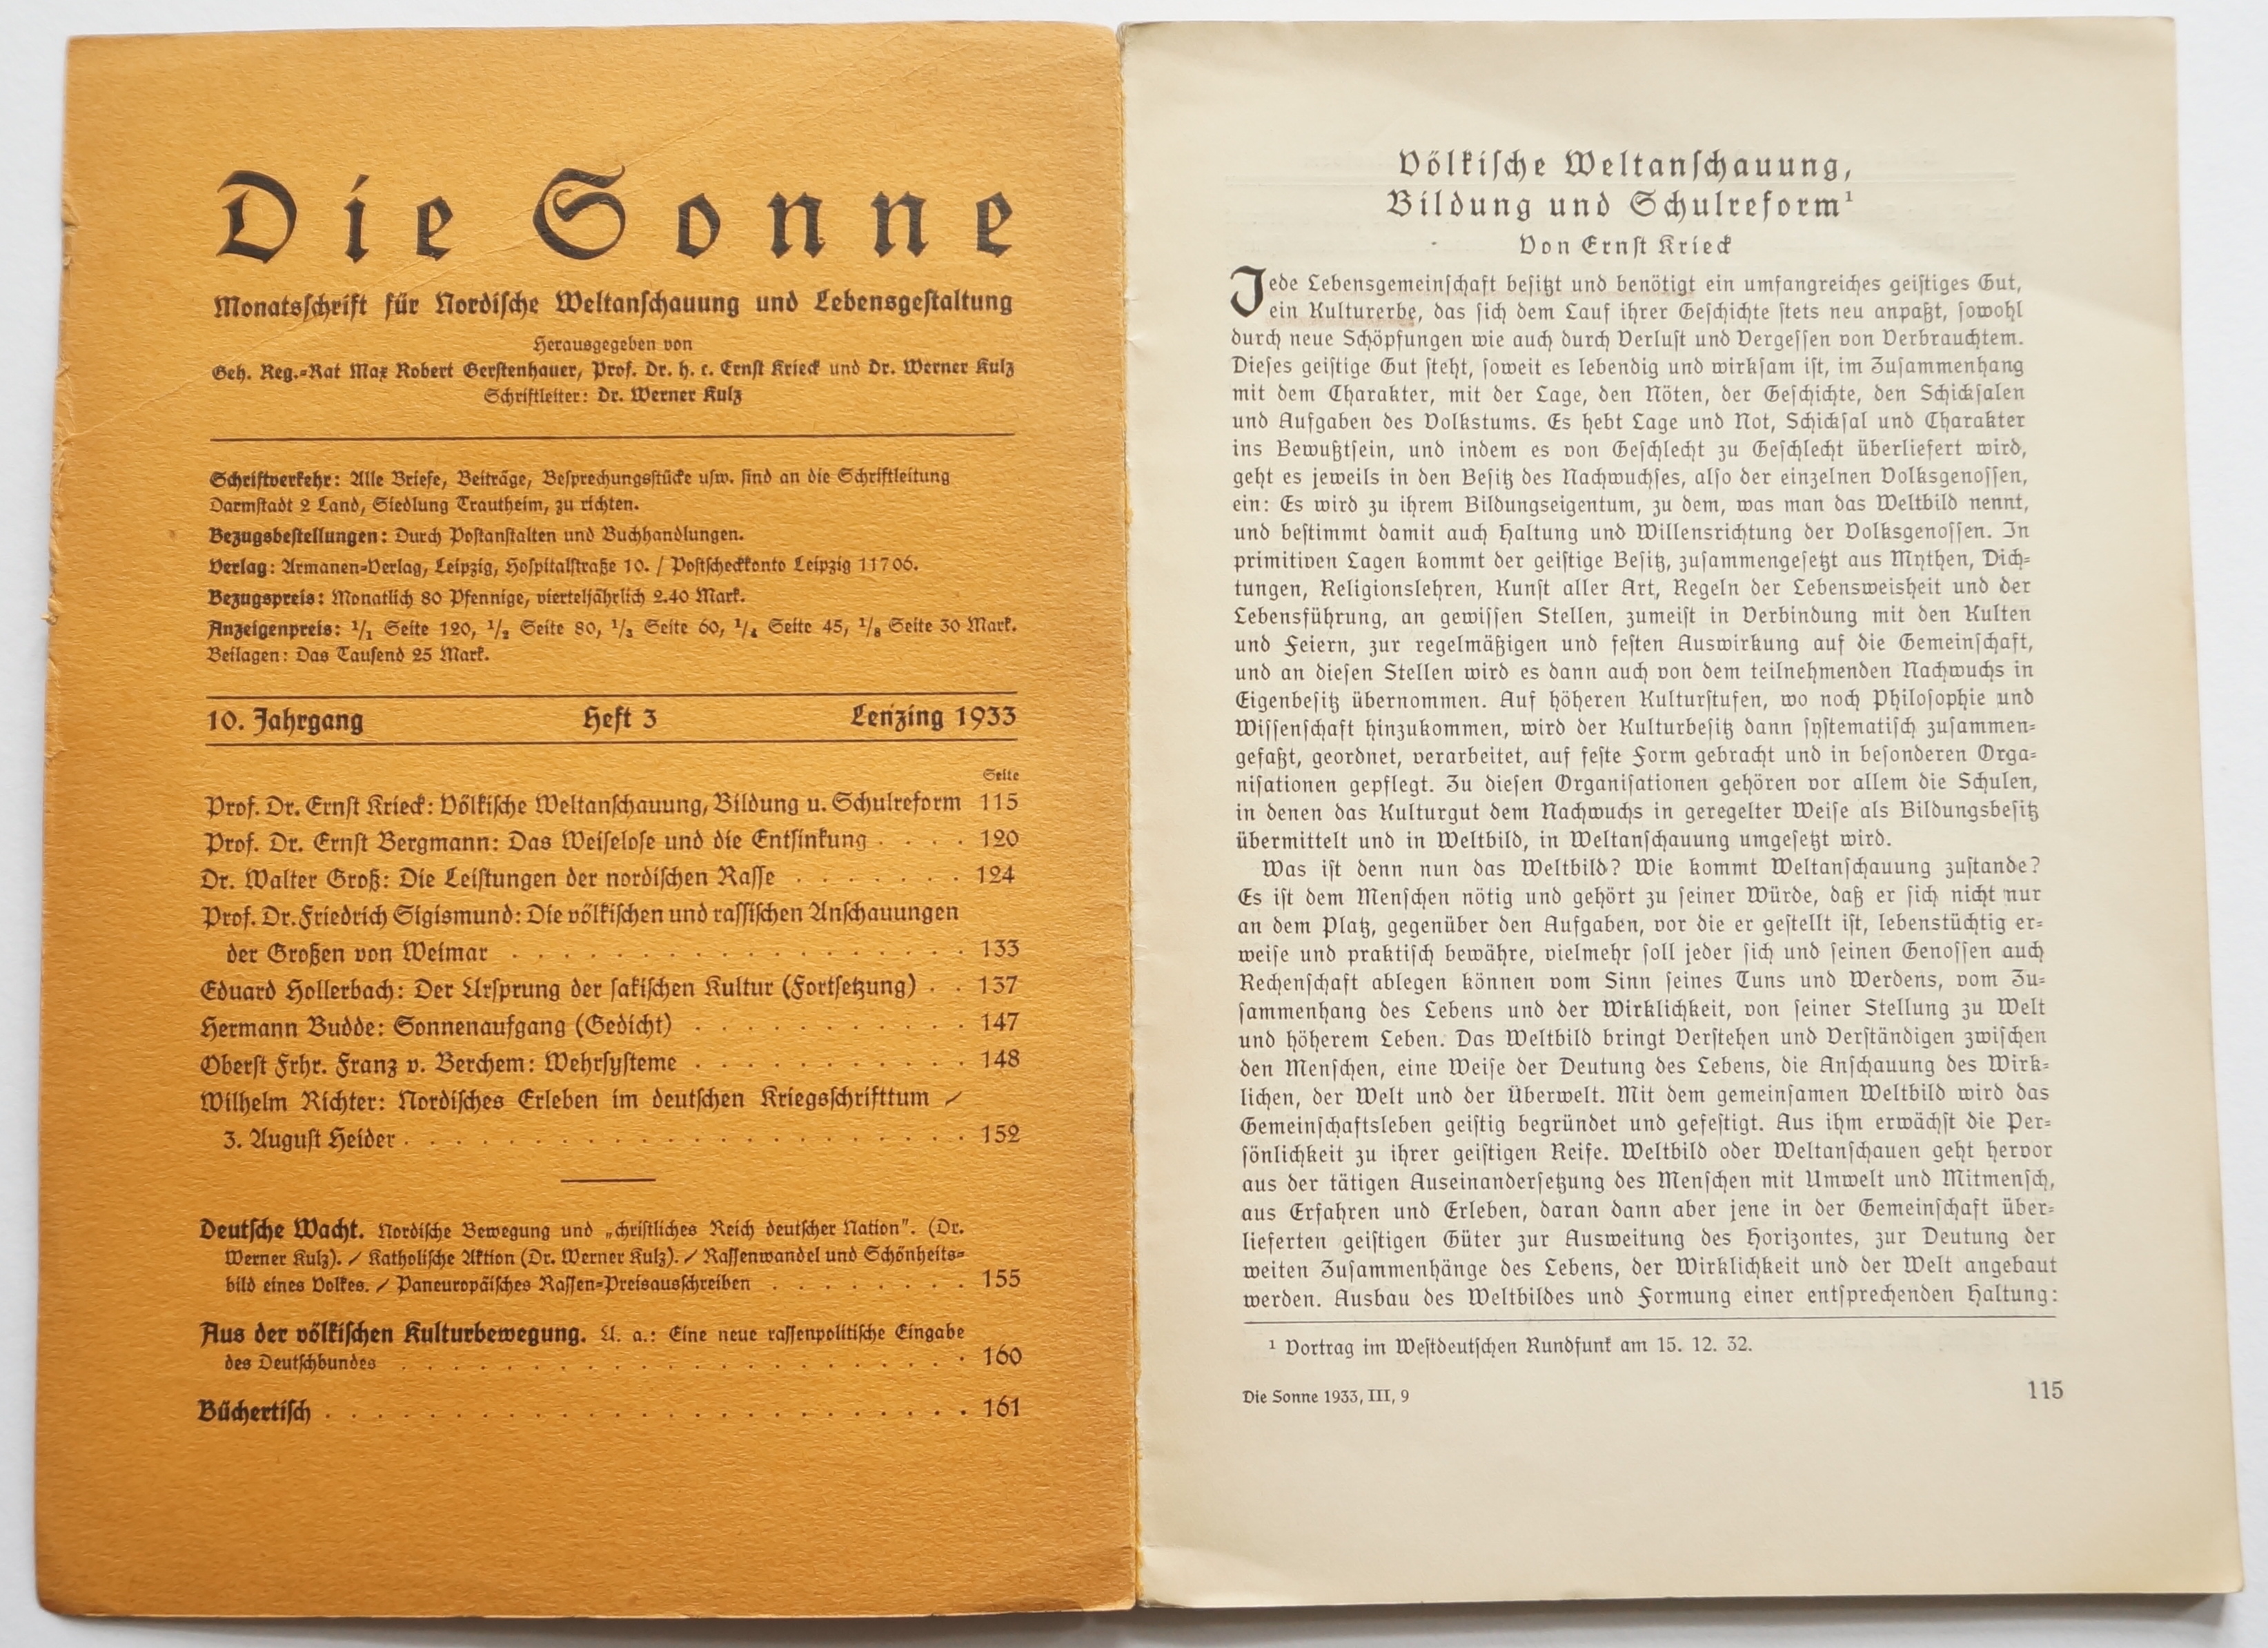 Die Sonne
Monatsschrift für Nordische Weltanschauung und Lebensgestaltung
Herausgegeben von
Geh. Reg.-Rat Max Robert Gerstenhauer, Prof. Dr. h. c. Ernst Krieck und Dr. Werner Kulz
Schriftleiter: Dr. Werner Kulz
Schriftverkehr: Alle Briefe, Beiträge, Besprechungsstücke usw. sind an die Schriftleitung
Darmstadt 2 Land, Siedlung Trautheim, zu richten.
Bezugsbestellungen: Durch Postanstalten und Buchhandlungen.
Verlag: Armanen-Verlag, Leipzig, Hospitalstraße 10. / Postscheckkonto Leipzig 11706.
Bezugspreis: Monatlich 80 Pfennige, vierteljährlich 2.40 Mark.
Anzeigenpreis: 1/1 Seite 120, 1/2 Seite 80, 1/3 Seite 60, 1/4 Seite 45, 1/8 Seite 30 Mark.
Beilagen: Das Tausend 25 Mark.
10. Jahrgang Heft 3 Lenzing 1933
Seite
Prof. Dr. Ernst Krieck: Völkische Weltanschauung, Bildung u. Schulreform 115
Prof. Dr. Ernst Bergmann: Das Weiselose und die Entsinkung . . . . 120
Dr. Walter Groß: Die Leistungen der nordischen Rasse . . . . . . . 124
Prof. Dr. Friedrich Sigismund: Die völkischen und rassischen Anschauungen
der Großen von Weimar . . . . . . . . . . . . . . . . . . 133
Eduard Hollerbach: Der Ursprung der sakischen Kultur (Fortsetzung) . . 137
Hermann Budde: Sonnenaufgang (Gedicht) . . . . . . . . . . . 147
Oberst Frhr. Franz v. Berchem: Wehrsysteme . . . . . . . . . . . 148
Wilhelm Richter: Nordisches Erleben im deutschen Kriegsschrifttum /
3. August Heider . . . . . . . . . . . . . . . . . . . . . . 152
Deutsche Wacht. Nordische Bewegung und „christliches Reich deutscher Nation". (Dr.
Werner Kulz). / Katholische Aktion (Dr. Werner Kulz). / Rassenwandel und Schönheits-
bild eines Volkes. / Paneuropäisches Rassen-Preisausschreiben . . . . . . . . 155
Aus der völkischen Kulturbewegung. U. a.: Eine neue rassenpolitische Eingabe
des Deutschbundes . . . . . . . . . . . . . . . . . . . . . . 160
Büchertisch . . . . . . . . . . . . . . . . . . . . . . . . . 161
Völkische Weltanschauung,
Bildung und Schulreform¹
Von Ernst Krieck
Jede Lebensgemeinschaft besitzt und benötigt ein umfangreiches geistiges Gut,
ein Kulturerbe, das sich dem Lauf ihrer Geschichte stets neu anpaßt, sowohl
durch neue Schöpfungen wie auch durch Verlust und Vergessen von Verbrauchtem.
Dieses geistige Gut steht, soweit es lebendig und wirksam ist, im Zusammenhang
mit dem Charakter, mit der Lage, den Nöten, der Geschichte, den Schicksalen
und Aufgaben des Volkstums. Es hebt Lage und Not, Schicksal und Charakter
ins Bewußtsein, und indem es von Geschlecht zu Geschlecht überliefert wird,
geht es jeweils in den Besitz des Nachwuchses, also der einzelnen Volksgenossen,
ein: Es wird zu ihrem Bildungseigentum, zu dem, was man das Weltbild nennt,
und bestimmt damit auch Haltung und Willensrichtung der Volksgenossen. In
primitiven Lagen kommt der geistige Besitz, zusammengesetzt aus Mythen, Dich-
tungen, Religionslehren, Kunst aller Art, Regeln der Lebensweisheit und der
Lebensführung, an gewissen Stellen, zumeist in Verbindung mit den Kulten
und Feiern, zur regelmäßigen und festen Auswirkung auf die Gemeinschaft,
und an diesen Stellen wird es dann auch von dem teilnehmenden Nachwuchs in
Eigenbesitz übernommen. Auf höheren Kulturstufen, wo noch Philosophie und
Wissenschaft hinzukommen, wird der Kulturbesitz dann systematisch zusammen-
gefaßt, geordnet, verarbeitet, auf feste Form gebracht und in besonderen Orga-
nisationen gepflegt. Zu diesen Organisationen gehören vor allem die Schulen,
in denen das Kulturgut dem Nachwuchs in geregelter Weise als Bildungsbesitz
übermittelt und in Weltbild, in Weltanschauung umgesetzt wird.
Was ist denn nun das Weltbild? Wie kommt Weltanschauung zustande?
Es ist dem Menschen nötig und gehört zu seiner Würde, daß er sich nicht nur
an dem Platz, gegenüber den Aufgaben, vor die er gestellt ist, lebenstüchtig er-
weise und praktisch bewähre, vielmehr soll jeder sich und seinen Genossen auch
Rechenschaft ablegen können vom Sinn seines Tuns und Werdens, vom Zu-
sammenhang des Lebens und der Wirklichkeit, von seiner Stellung zu Welt
und höherem Leben. Das Weltbild bringt Verstehen und Verständigen zwischen
den Menschen, eine Weise der Deutung des Lebens, die Anschauung des Wirk-
lichen, der Welt und der Überwelt. Mit dem gemeinsamen Weltbild wird das
Gemeinschaftsleben geistig begründet und gefestigt. Aus ihm erwächst die Per-
sönlichkeit zu ihrer geistigen Reife. Weltbild oder Weltanschauen geht hervor
aus der tätigen Auseinandersetzung des Menschen mit Umwelt und Mitmensch,
aus Erfahren und Erleben, daran dann aber jene in der Gemeinschaft über-
lieferten geistigen Güter zur Ausweitung des Horizontes, zur Deutung der
weiten Zusammenhänge des Lebens, der Wirklichkeit und der Welt angebaut
werden. Ausbau des Weltbildes und Formung einer entsprechenden Haltung:
¹ Vortrag im Westdeutschen Rundfunk am 15. 12. 32.
Die Sonne 1933, III, 9 115